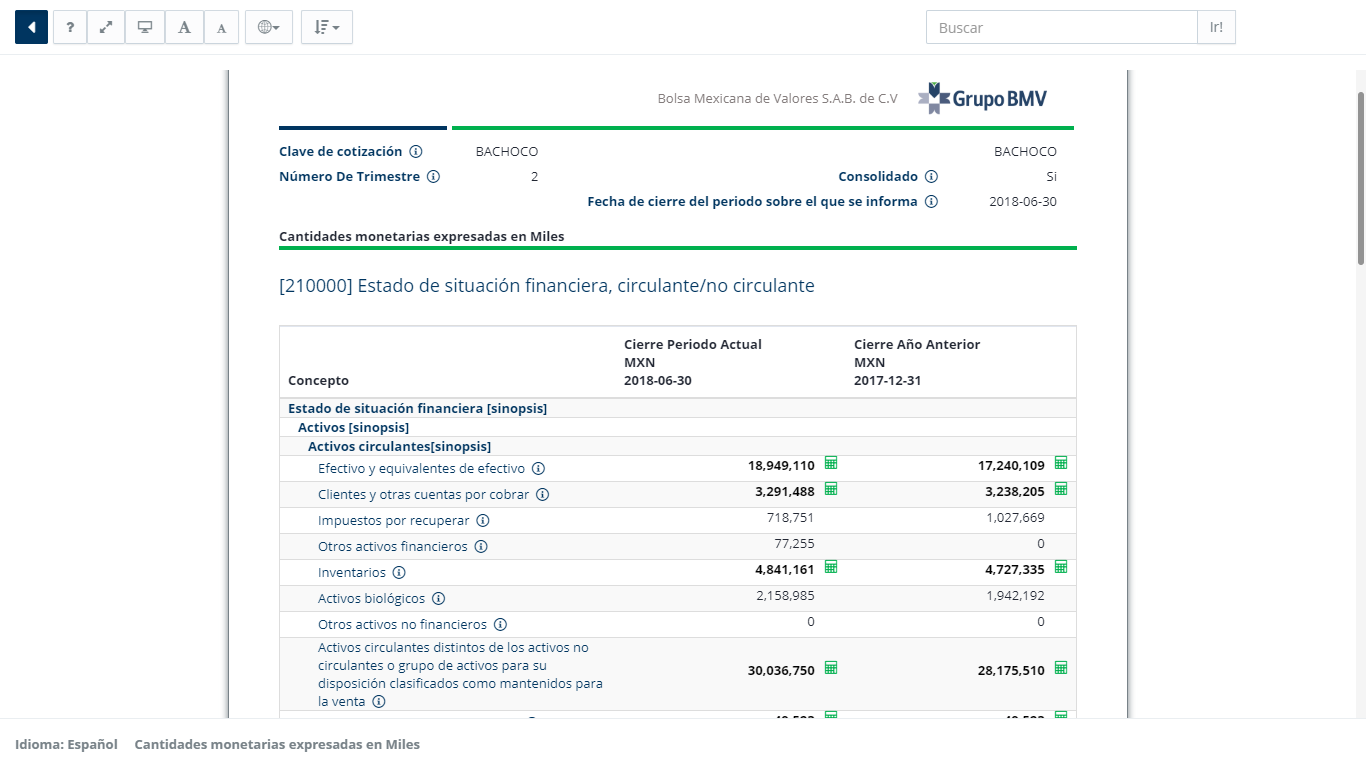 ? A A Buscar Ir!
Bolsa Mexicana de Valores S.A.B. de C.V Grupo BMV
Clave de cotización BACHOCO BACHOCO
Número De Trimestre 2 Consolidado Si
Fecha de cierre del periodo sobre el que se informa 2018-06-30
Cantidades monetarias expresadas en Miles
[210000] Estado de situación financiera, circulante/no circulante
Cierre Periodo Actual Cierre Año Anterior
MXN MXN
Concepto 2018-06-30 2017-12-31
Estado de situación financiera [sinopsis]
Activos [sinopsis]
Activos circulantes[sinopsis]
Efectivo y equivalentes de efectivo 18,949,110 17,240,109
Clientes y otras cuentas por cobrar 3,291,488 3,238,205
Impuestos por recuperar 718,751 1,027,669
Otros activos financieros 77,255 0
Inventarios 4,841,161 4,727,335
Activos biológicos 2,158,985 1,942,192
Otros activos no financieros 0 0
Activos circulantes distintos de los activos no
circulantes o grupo de activos para su
disposición clasificados como mantenidos para
la venta 30,036,750 28,175,510
Idioma: Español Cantidades monetarias expresadas en Miles